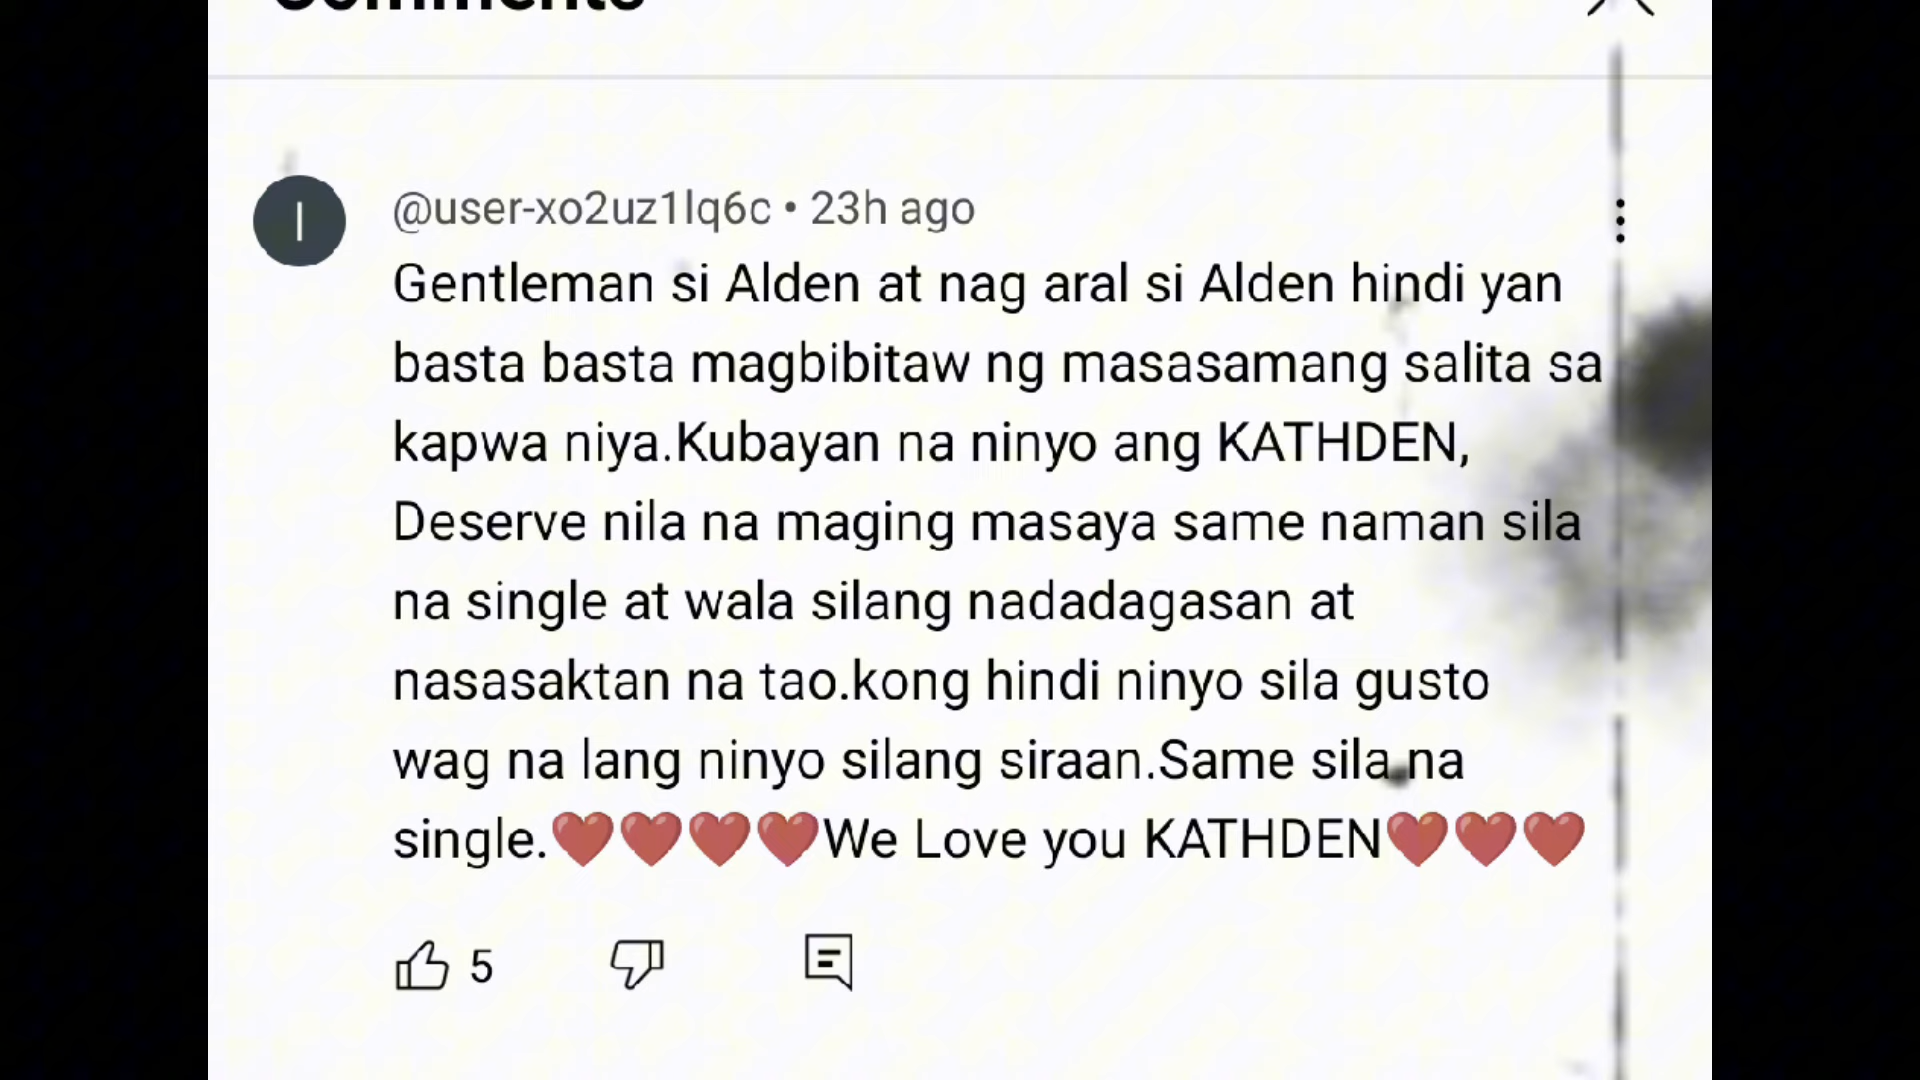 Comments
@user-xo2uz1lq6c • 23h ago
Gentleman si Alden at nag aral si Alden hindi yan
basta basta magbibitaw ng masasamang salita sa
kapwa niya.Kubayan na ninyo ang KATHDEN,
Deserve nila na maging masaya same naman sila
na single at wala silang nadadagasan at
nasasaktan na tao.kong hindi ninyo sila gusto
wag na lang ninyo silang siraan.Same sila na
single.❤️❤️❤️❤️We Love you KATHDEN❤️❤️❤️
5